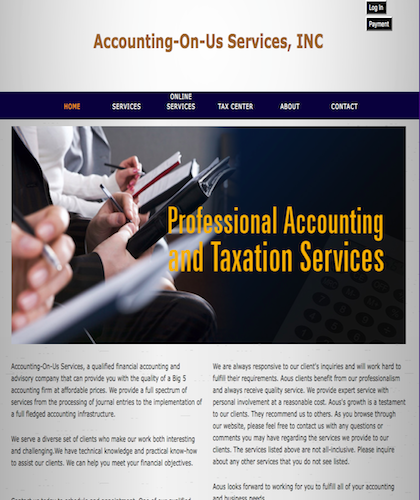 Log In
Payment
Accounting-On-Us Services, INC
HOME SERVICES ONLINE SERVICES TAX CENTER ABOUT CONTACT
Professional Accounting
and Taxation Services
Accounting-On-Us Services, a qualified financial accounting and
advisory company that can provide you with the quality of a Big 5
accounting firm at affordable prices. We provide a full spectrum of
services from the processing of journal entries to the implementation of
a full fledged accounting infrastructure.
We serve a diverse set of clients who make our work both interesting
and challenging.We have technical knowledge and practical know-how
to assist our clients. We can help you meet your financial objectives.
We are always responsive to our client's inquiries and will work hard to
fulfill their requirements. Aous clients benefit from our professionalism
and always receive quality service. We provide expert service with
personal involvement at a reasonable cost. Aous's growth is a testament
to our clients. They recommend us to others. As you browse through
our website, please feel free to contact us with any questions or
comments you may have regarding the services we provide to our
clients. The services listed above are not all-inclusive. Please inquire
about any other services that you do not see listed.
Aous looks forward to working for you to fulfill all of your accounting
and business needs